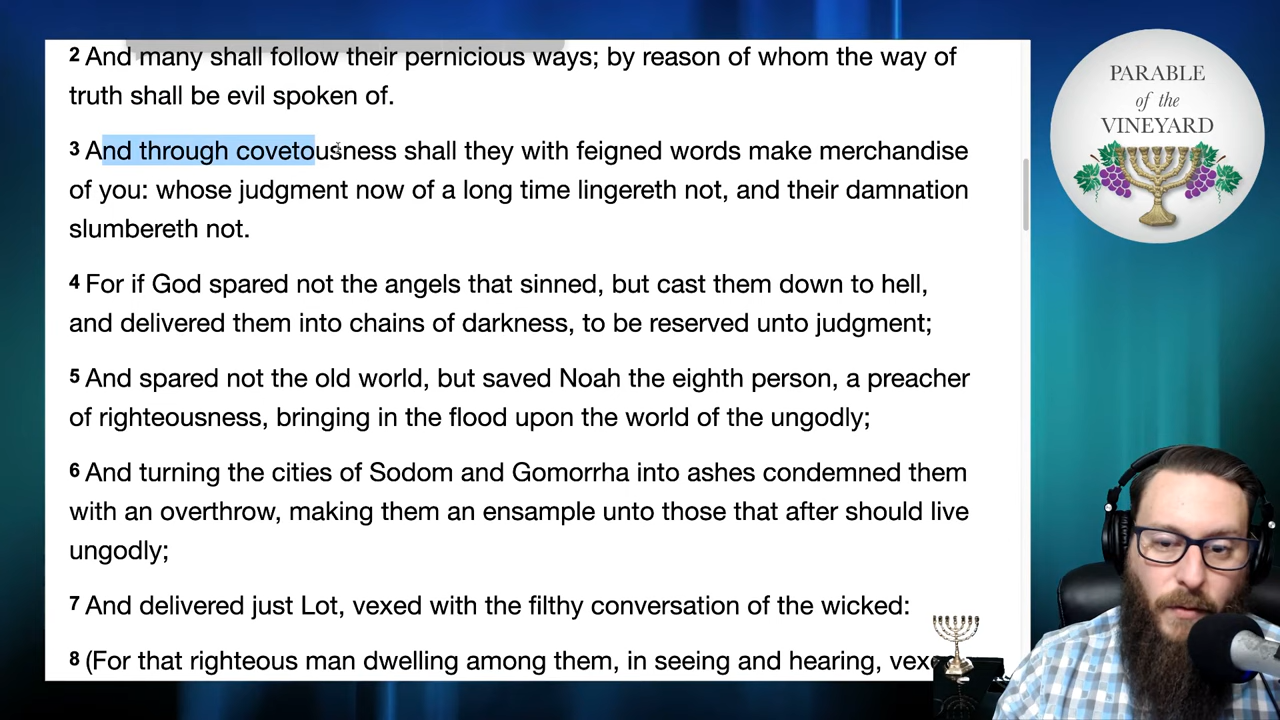 2 And many shall follow their pernicious ways; by reason of whom the way of
truth shall be evil spoken of.
3 And through covetousness shall they with feigned words make merchandise
of you: whose judgment now of a long time lingereth not, and their damnation
slumbereth not.
4 For if God spared not the angels that sinned, but cast them down to hell,
and delivered them into chains of darkness, to be reserved unto judgment;
5 And spared not the old world, but saved Noah the eighth person, a preacher
of righteousness, bringing in the flood upon the world of the ungodly;
6 And turning the cities of Sodom and Gomorrha into ashes condemned them
with an overthrow, making them an ensample unto those that after should live
ungodly;
7 And delivered just Lot, vexed with the filthy conversation of the wicked:
8 (For that righteous man dwelling among them, in seeing and hearing,
PARABLE
of the
VINEYARD